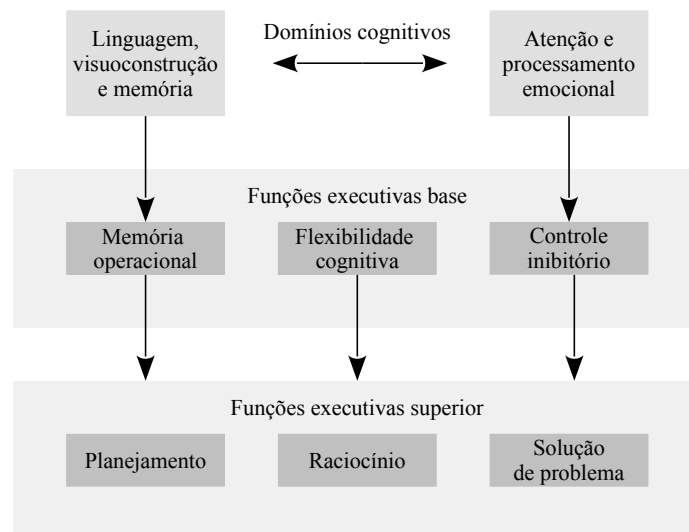 Linguagem,
visuoconstrução
e memória
Domínios cognitivos
Atenção e
processamento
emocional
Funções executivas base
Memória
operacional
Flexibilidade
cognitiva
Controle
inibitório
Funções executivas superior
Planejamento
Raciocínio
Solução
de problema